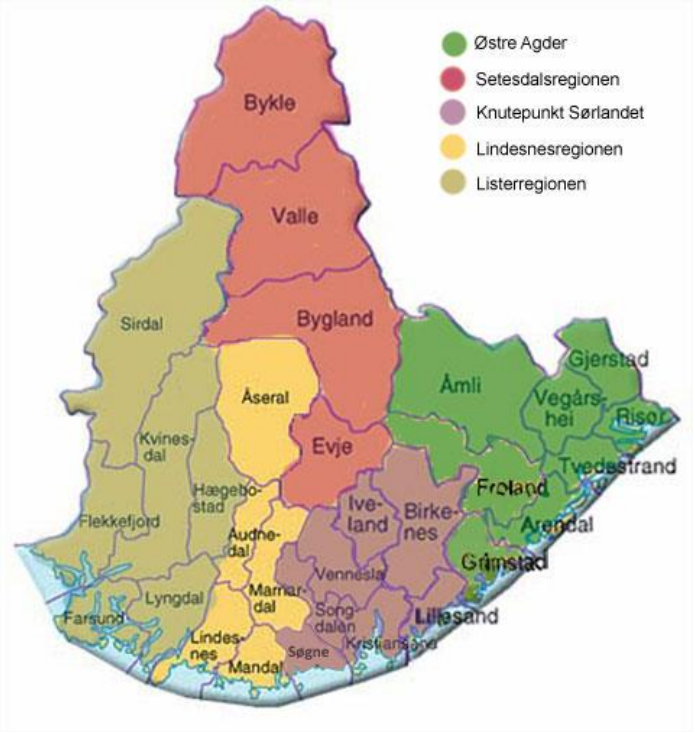 Østre Agder
Setesdalsregionen
Knutepunkt Sørlandet
Lindesnesregionen
Listerregionen
Bykle
Valle
Bygland
Sirdal
Åseral
Åmli
Gjerstad
Vegårs-
hei
Risør
Kvines-
dal
Evje
Tvedestrand
Hægebo-
stad
Froland
Ive-
land
Birke-
nes
Flekkefjord
Arendal
Audne-
dal
Grimstad
Vennesla
Marnar-
dal
Lyngdal
Farsund
Song-
dalen
Lillesand
Lindes-
nes
Kristiansand
Søgne
Mandal